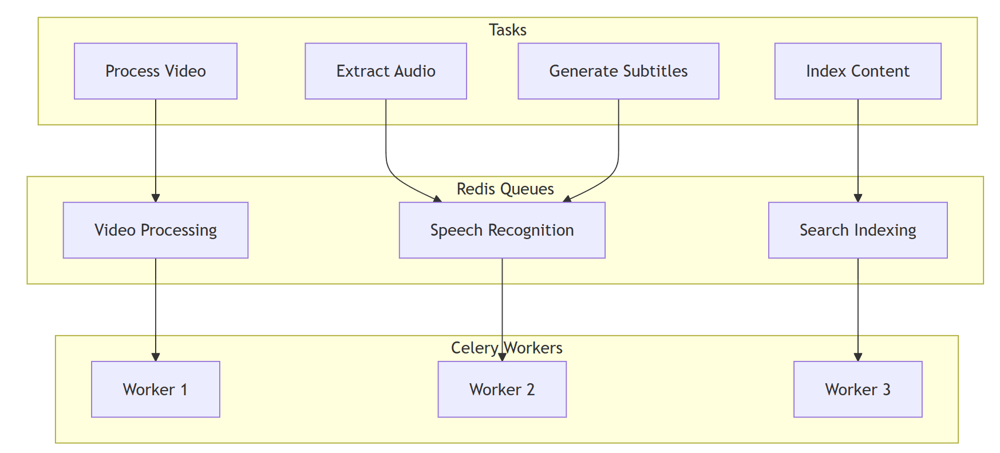 Tasks
Process Video
Extract Audio
Generate Subtitles
Index Content
Redis Queues
Video Processing
Speech Recognition
Search Indexing
Celery Workers
Worker 1
Worker 2
Worker 3